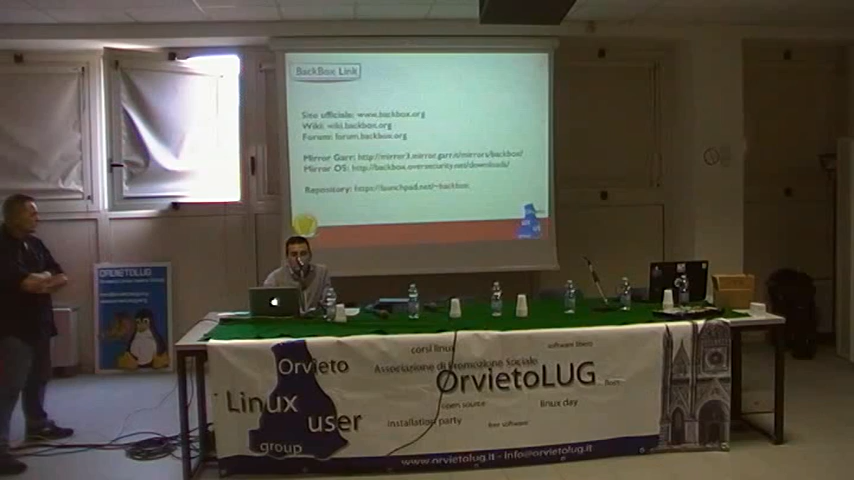 BackBox Link
Sito ufficiale: www.backbox.org
Wiki: wiki.backbox.org
Forum: forum.backbox.org
Mirror Garr: http://mirror3.mirror.garr.it/mirrors/backbox/
Mirror OS: http://backbox.oversecurity.net/downloads/
Repository: https://launchpad.net/~backbox
ORVIETOLUG
Orvieto
Linux
user
group
corsi linux
software libero
Associazione di Promozione Sociale
OrvietoLUG
open source
linux day
installation party
free software
www.orvietolug.it - info@orvietolug.it